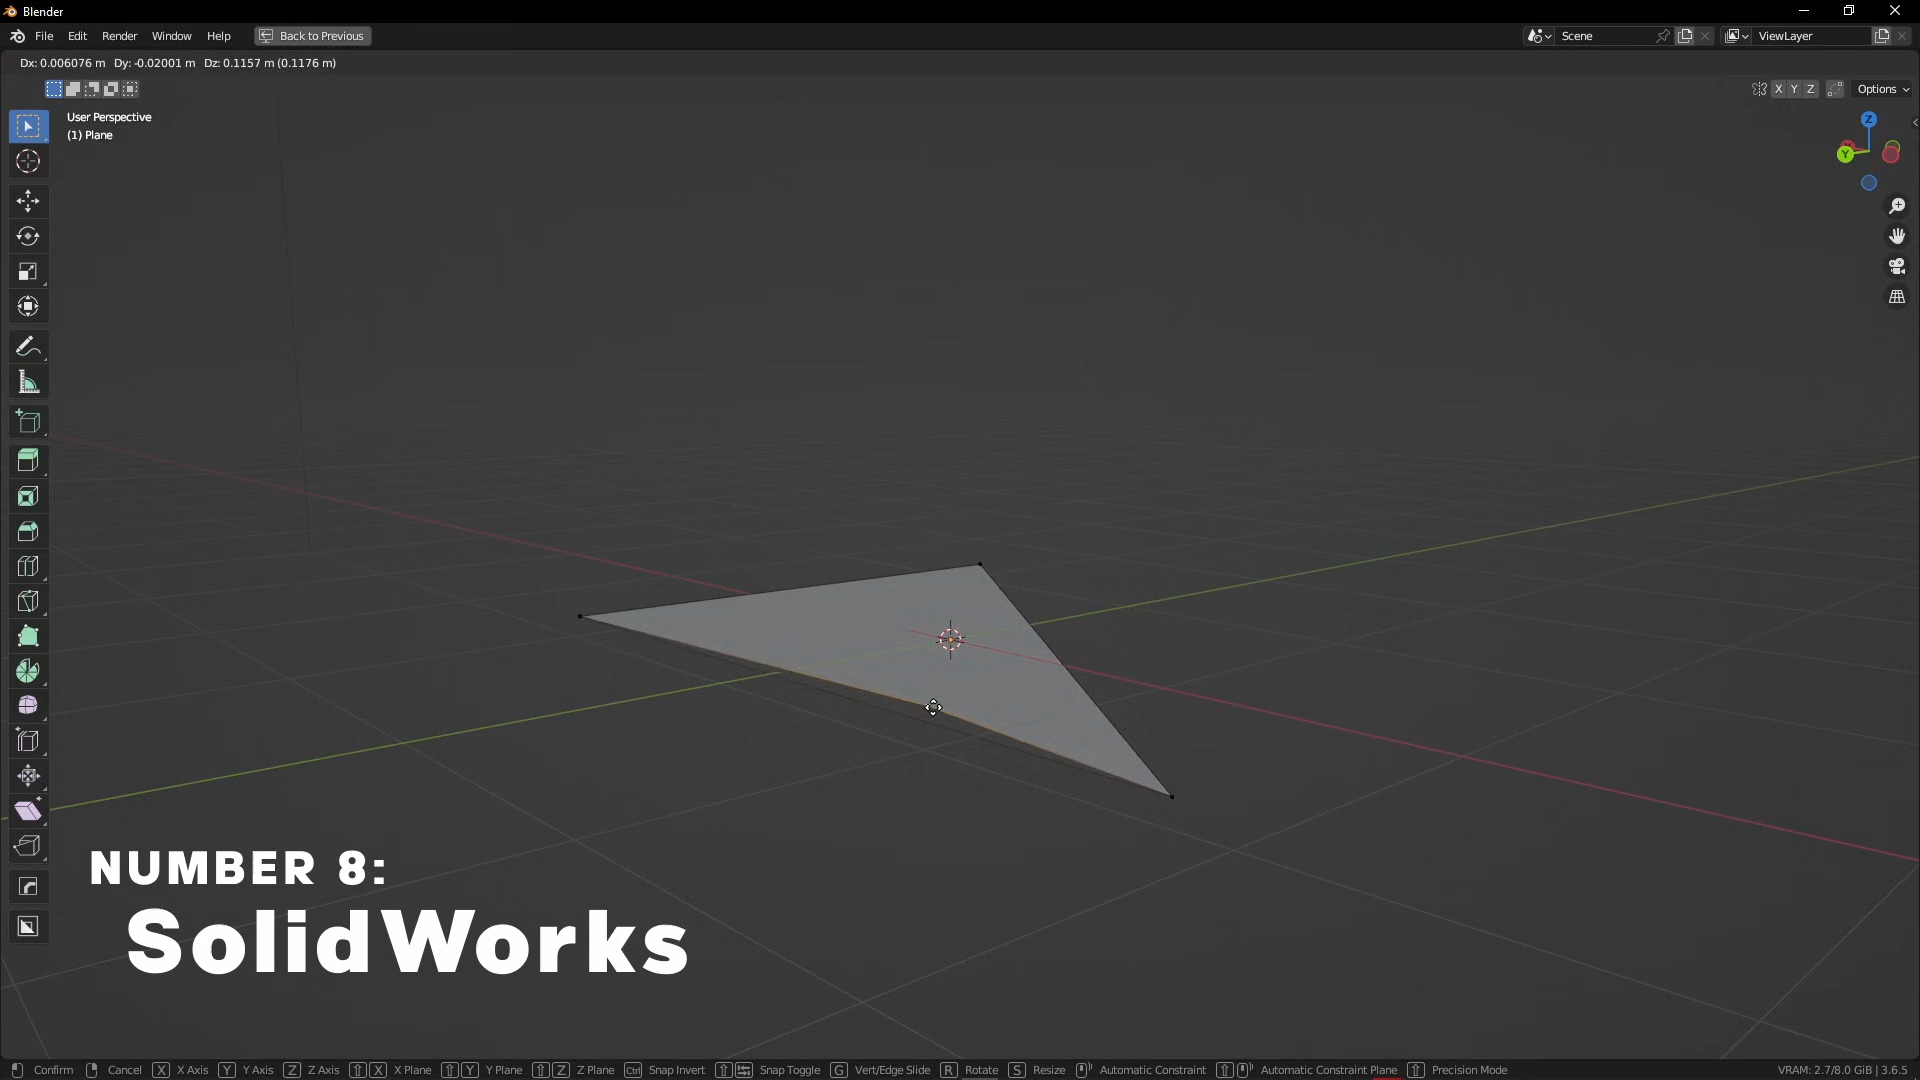 Blender
File Edit Render Window Help Back to Previous Scene ViewLayer
Dx: 0.006076 m Dy: -0.02001 m Dz: 0.1157 m (0.1176 m)
X Y Z Options
User Perspective
(1) Plane
Z
Y
NUMBER 8:
SolidWorks
Confirm Cancel X X Axis Y Y Axis Z Z Axis X X Plane Y Y Plane Z Z Plane Ctrl Snap Invert Snap Toggle G Vert/Edge Slide R Rotate S Resize Automatic Constraint Automatic Constraint Plane Precision Mode VRAM: 2.7/8.0 GiB | 3.6.5